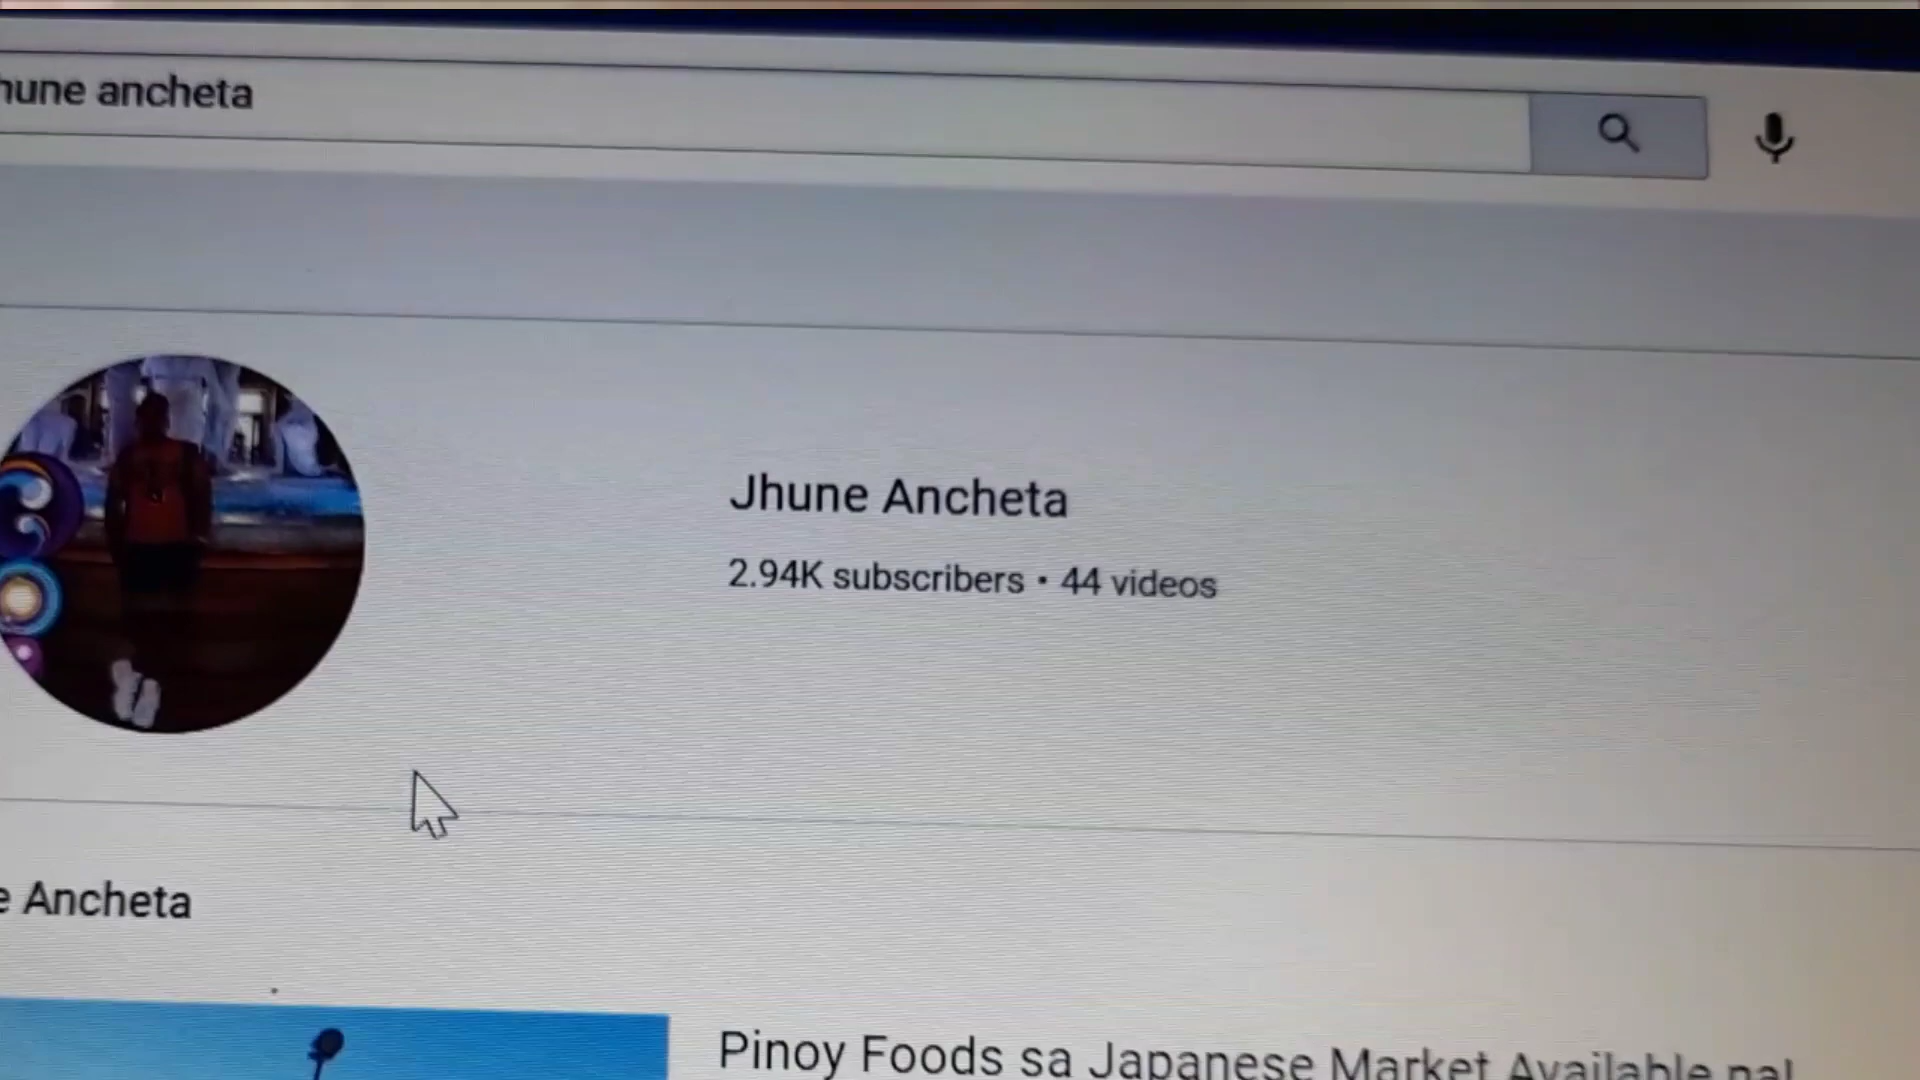 hune ancheta
Jhune Ancheta
2.94K subscribers • 44 videos
e Ancheta
Pinoy Foods sa Japanese Market Available na!